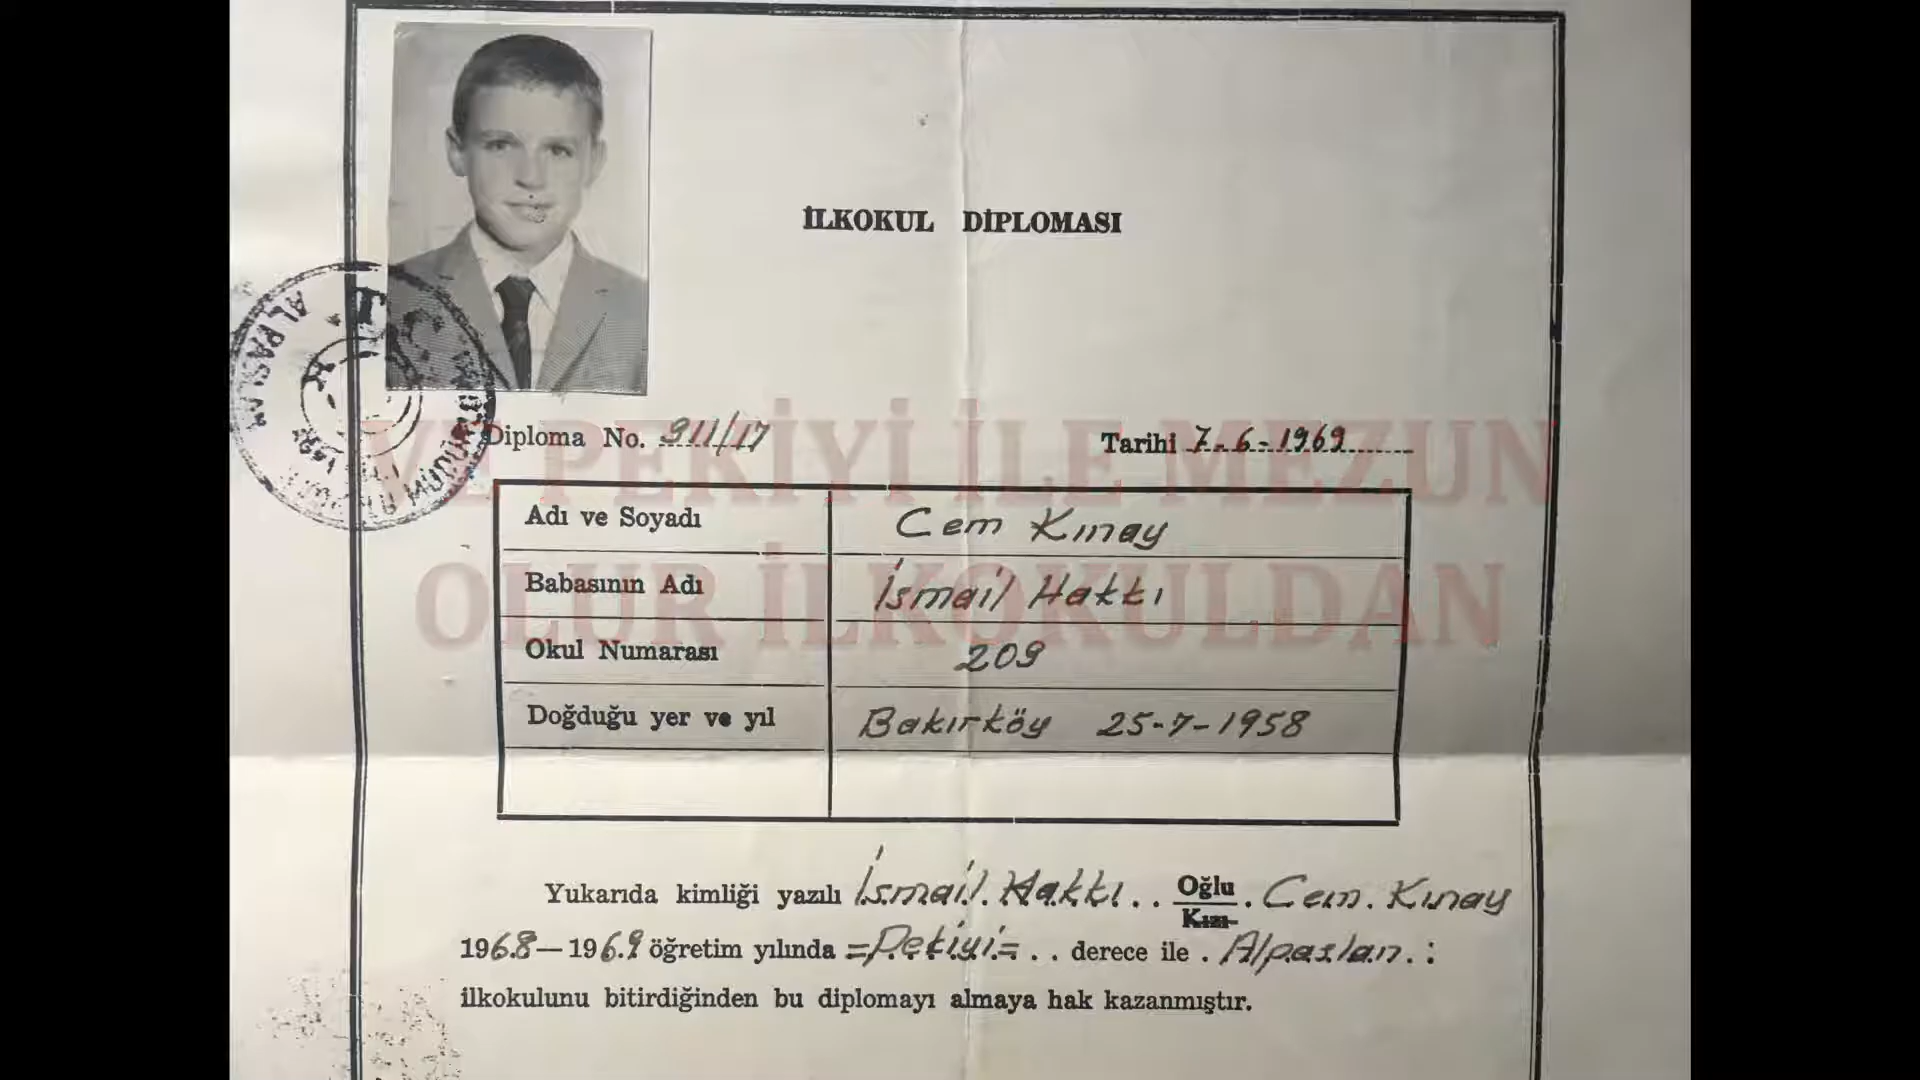 İLKOKUL DİPLOMASI
T.C.
ALPASLAN
MÜDÜRLÜĞÜ
Diploma No. 911/17
Tarihi 7-6-1969
VE PEKİYİ İLE MEZUN
OLUR İLKOKULDAN
Adı ve Soyadı Cem Kınay
Babasının Adı İsmail Hakkı
Okul Numarası 209
Doğduğu yer ve yıl Bakırköy 25-7-1958
Yukarıda kimliği yazılı İsmail Hakkı Oğlu Kızı Cem Kınay
1968—1969 öğretim yılında =Pekiyi= derece ile Alpaslan :
ilkokulunu bitirdiğinden bu diplomayı almaya hak kazanmıştır.